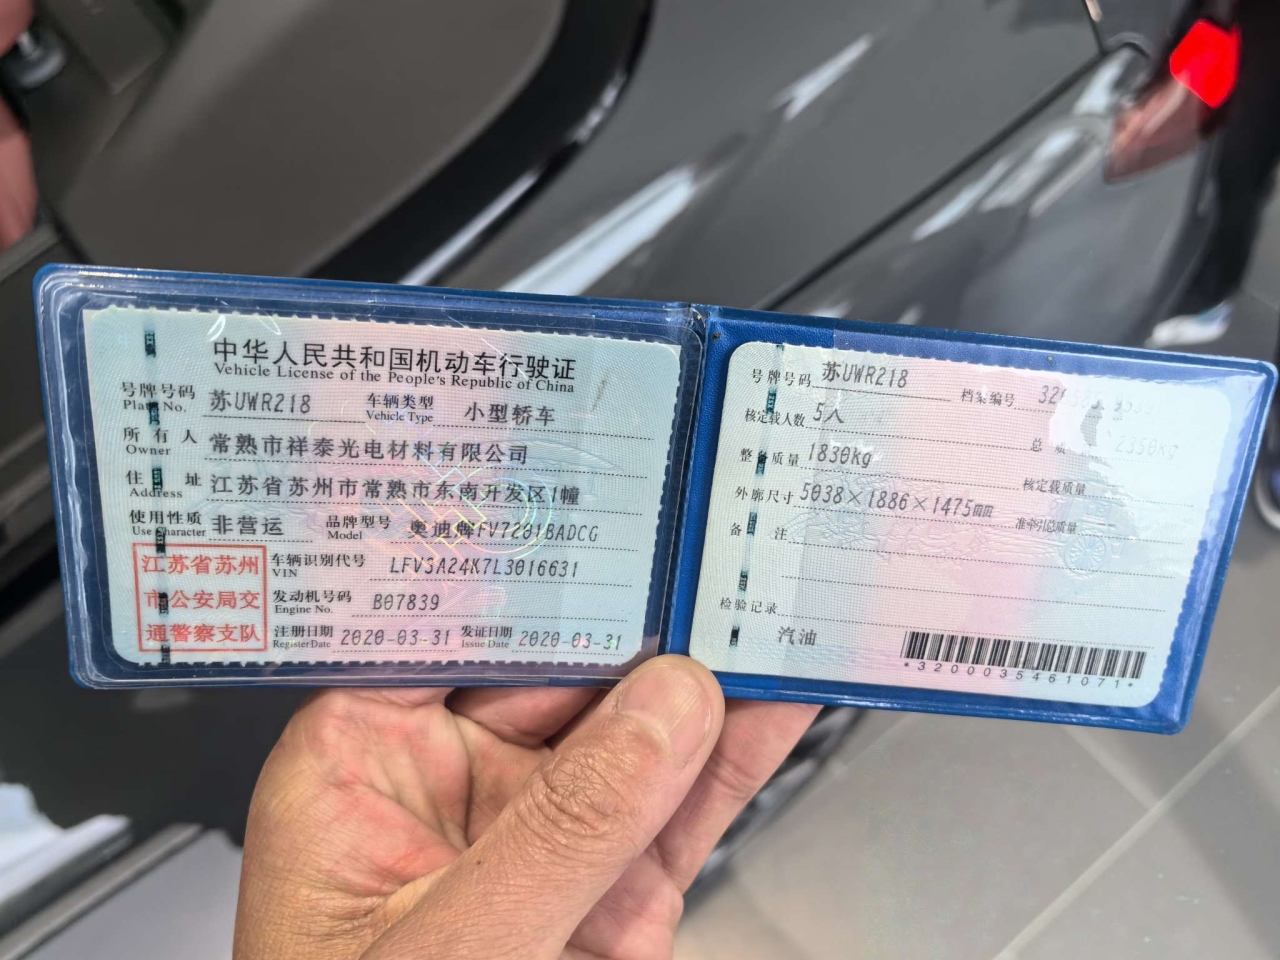 中华人民共和国机动车行驶证
Vehicle License of the People's Republic of China
号牌号码 苏UWR218 车辆类型 小型轿车
Plate No. Vehicle Type
所有人 常熟市祥泰光电材料有限公司
Owner
住址 江苏省苏州市常熟市东南开发区1幢
Address
使用性质 非营运 品牌型号 奥迪牌FV7201BADCG
Use Character Model
江苏省苏州
市公安局交
通警察支队
车辆识别代号 LFV3A24K7L3016631
VIN
发动机号码 B07839
Engine No.
注册日期 2020-03-31 发证日期 2020-03-31
Register Date Issue Date
号牌号码 苏UWR218 档案编号
核定载人数 5人 总质 2350kg
整备质量 1830kg 核定载质量
外廓尺寸 5038×1886×1475mm 准牵引总质量
备注
检验记录
汽油
*3200035461071*